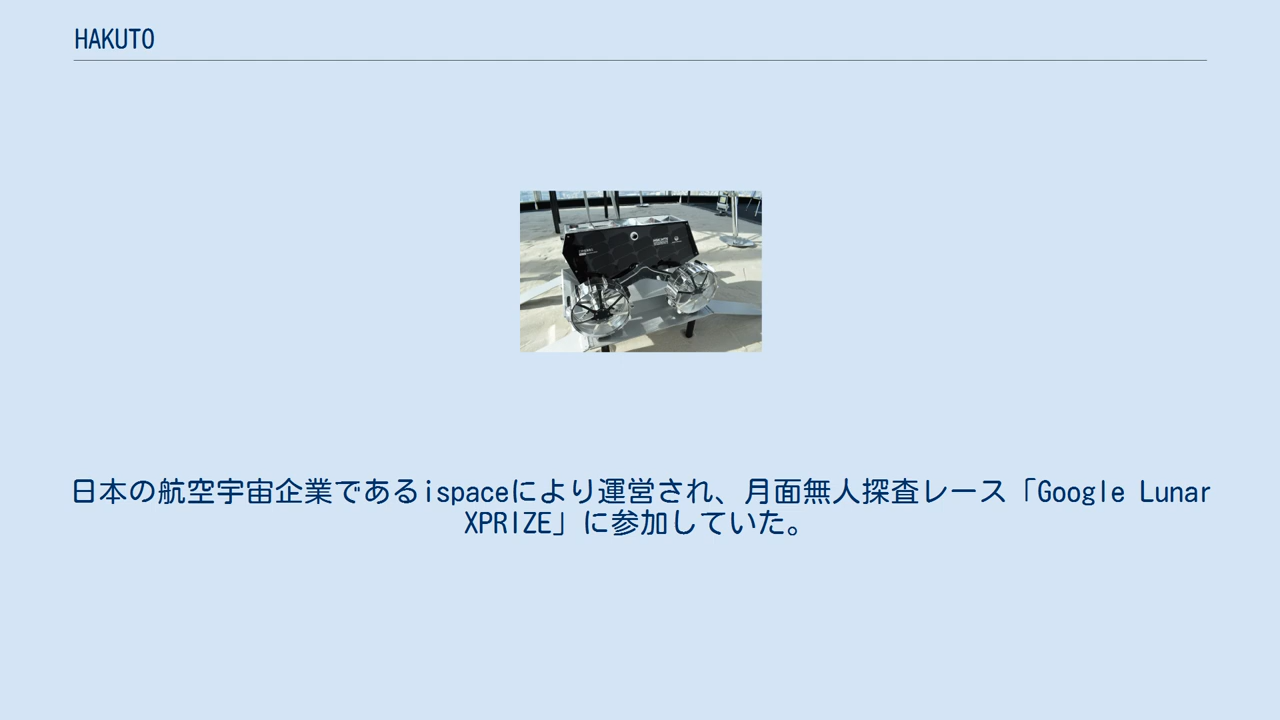 HAKUTO
日本の航空宇宙企業であるispaceにより運営され、月面無人探査レース「Google Lunar
XPRIZE」に参加していた。